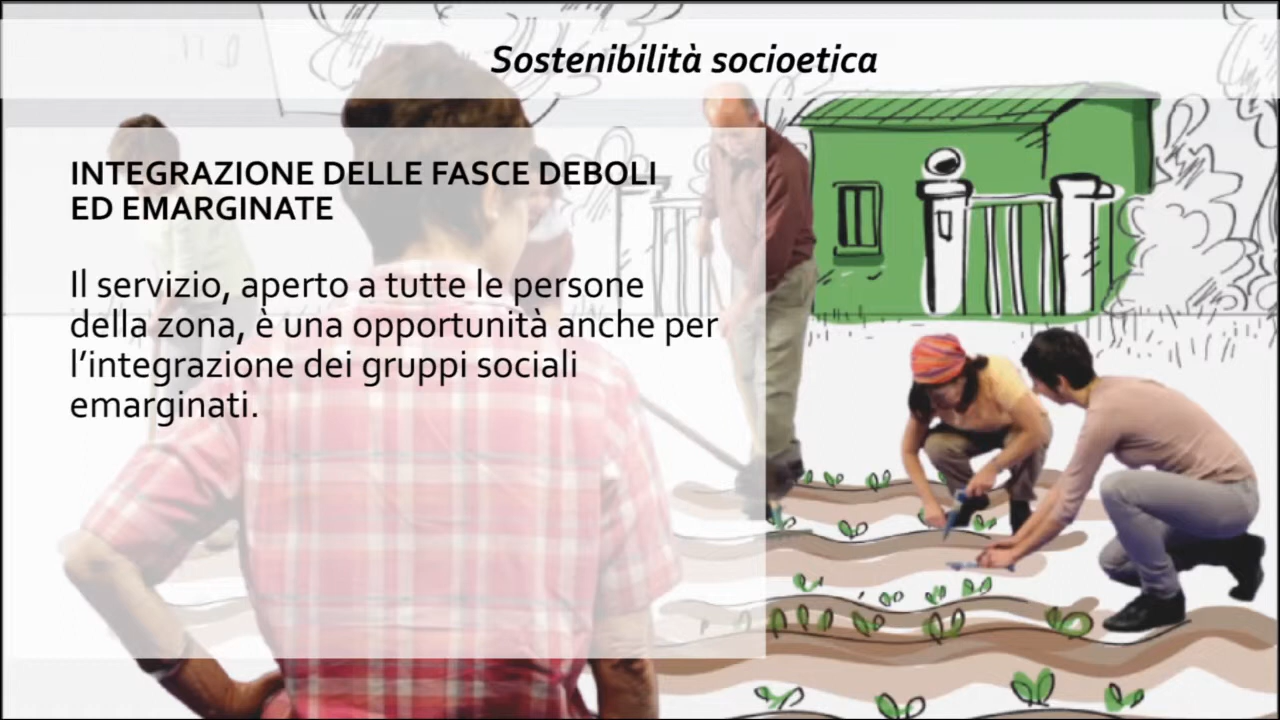 Sostenibilità socioetica
INTEGRAZIONE DELLE FASCE DEBOLI
ED EMARGINATE
Il servizio, aperto a tutte le persone
della zona, è una opportunità anche per
l’integrazione dei gruppi sociali
emarginati.